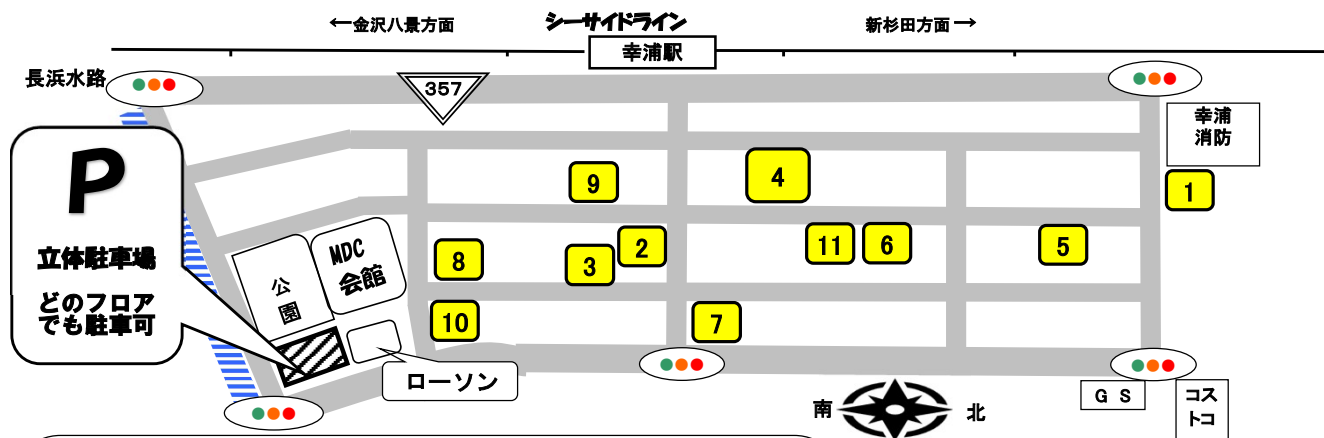 ←金沢八景方面
シーサイドライン
新杉田方面→
幸浦駅
長浜水路
357
幸浦
消防
P
立体駐車場
どのフロア
でも駐車可
9
4
1
MDC
会館
公
園
8
3
2
11
6
5
10
7
ローソン
南
北
G S
コス
トコ